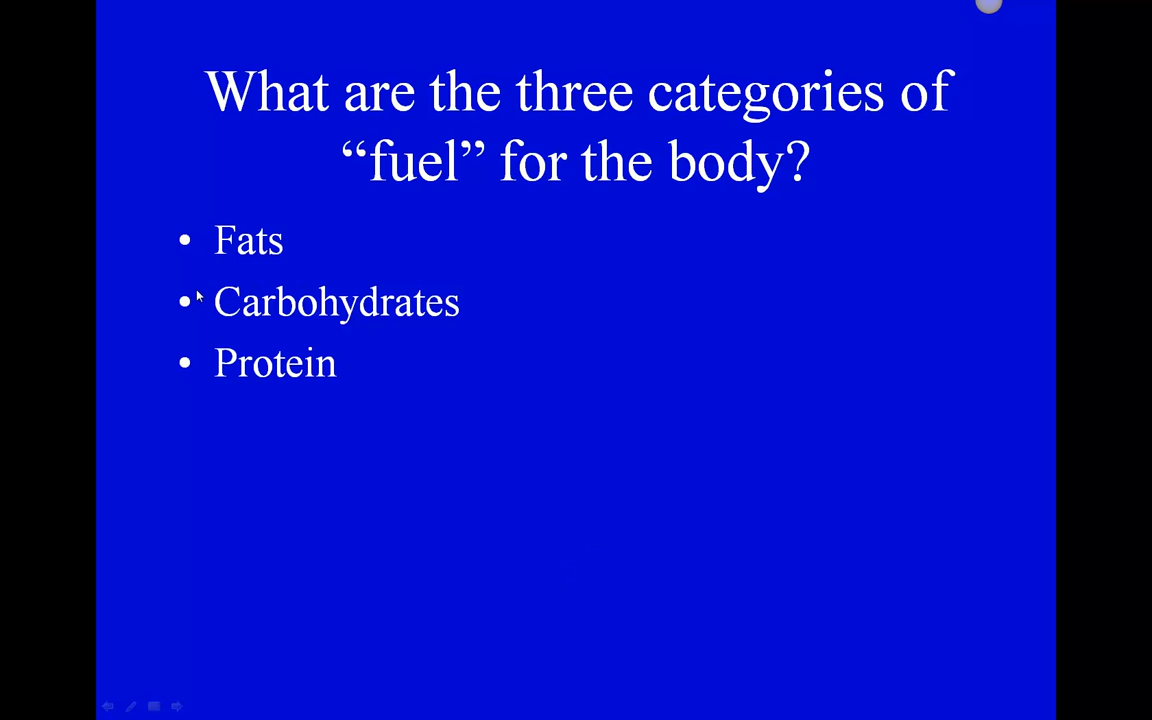 What are the three categories of
“fuel” for the body?
• Fats
• Carbohydrates
• Protein